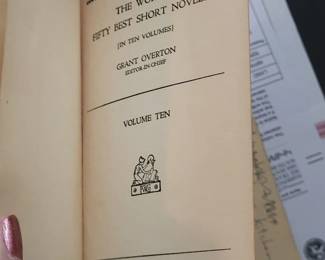 THE WO
FIFTY BEST SHORT NOVEL
[IN TEN VOLUMES]
GRANT OVERTON
EDITOR-IN-CHIEF
VOLUME TEN